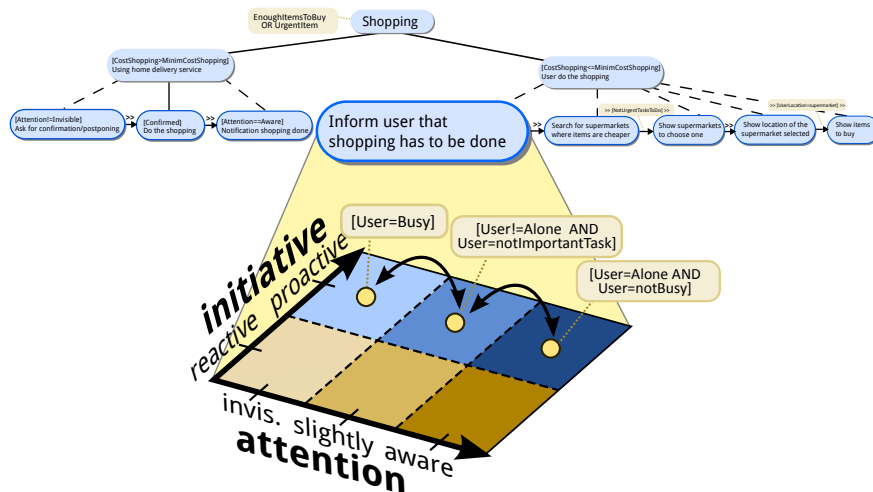 EnoughItemsToBuy
OR UrgentItem
Shopping
[CostShopping>MinimCostShopping]
Using home delivery service
[CostShopping<=MinimCostShopping]
User do the shopping
[Attention!=Invisible]
Ask for confirmation/postponing
>>
[Confirmed]
Do the shopping
>>
[Attention==Aware]
Notification shopping done
Inform user that
shopping has to be done
>>
Search for supermarkets
where items are cheaper
>> [NotUrgentTasksToDo] >>
Show supermarkets
to choose one
>>
Show location of the
supermarket selected
>> [UserLocation=supermarket] >>
Show items
to buy
[User=Busy]
[User!=Alone AND
User=notImportantTask]
[User=Alone AND
User=notBusy]
initiative
reactive proactive
invis. slightly aware
attention